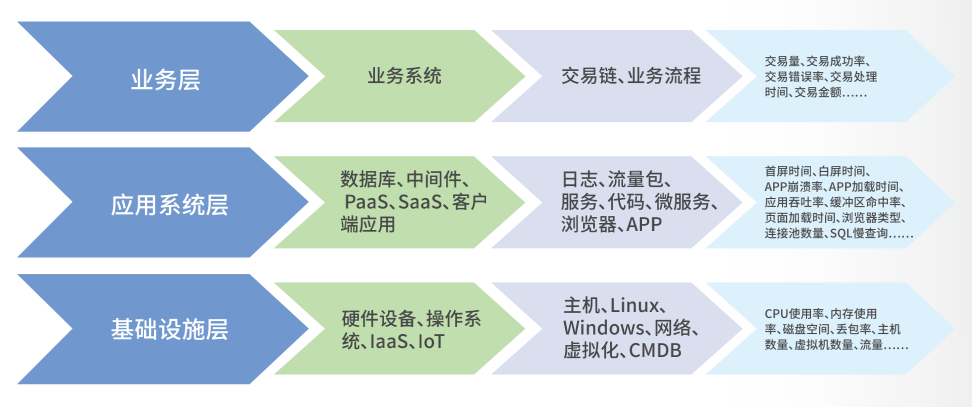 业务层
业务系统
交易链、业务流程
交易量、交易成功率、
交易错误率、交易处理
时间、交易金额……
应用系统层
数据库、中间件、
PaaS、SaaS、客户
端应用
日志、流量包、
服务、代码、微服务、
浏览器、APP
首屏时间、白屏时间、
APP崩溃率、APP加载时间、
应用吞吐率、缓冲区命中率、
页面加载时间、浏览器类型、
连接池数量、SQL慢查询……
基础设施层
硬件设备、操作系
统、IaaS、IoT
主机、Linux、
Windows、网络、
虚拟化、CMDB
CPU使用率、内存使用
率、磁盘空间、丢包率、主机
数量、虚拟机数量、流量……